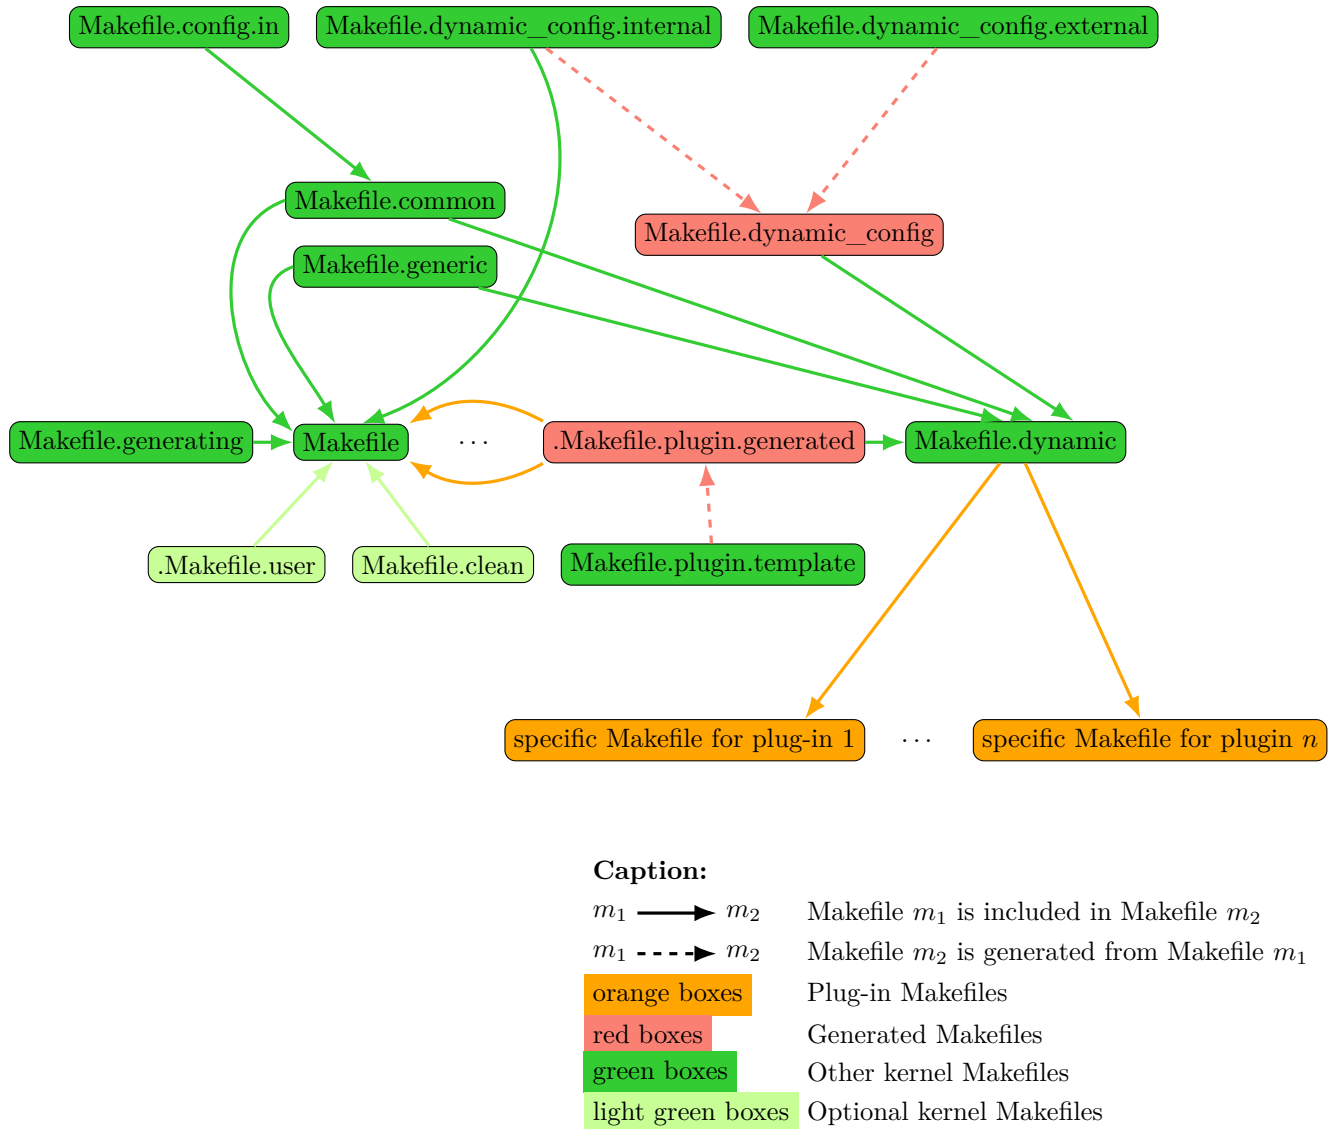 Makefile.config.in Makefile.dynamic_config.internal Makefile.dynamic_config.external
Makefile.common
Makefile.dynamic_config
Makefile.generic
Makefile.generating Makefile ... .Makefile.plugin.generated Makefile.dynamic
.Makefile.user Makefile.clean Makefile.plugin.template
specific Makefile for plug-in 1 ... specific Makefile for plugin n
Caption:
m1 m2 Makefile m1 is included in Makefile m2
m1 m2 Makefile m2 is generated from Makefile m1
orange boxes Plug-in Makefiles
red boxes Generated Makefiles
green boxes Other kernel Makefiles
light green boxes Optional kernel Makefiles